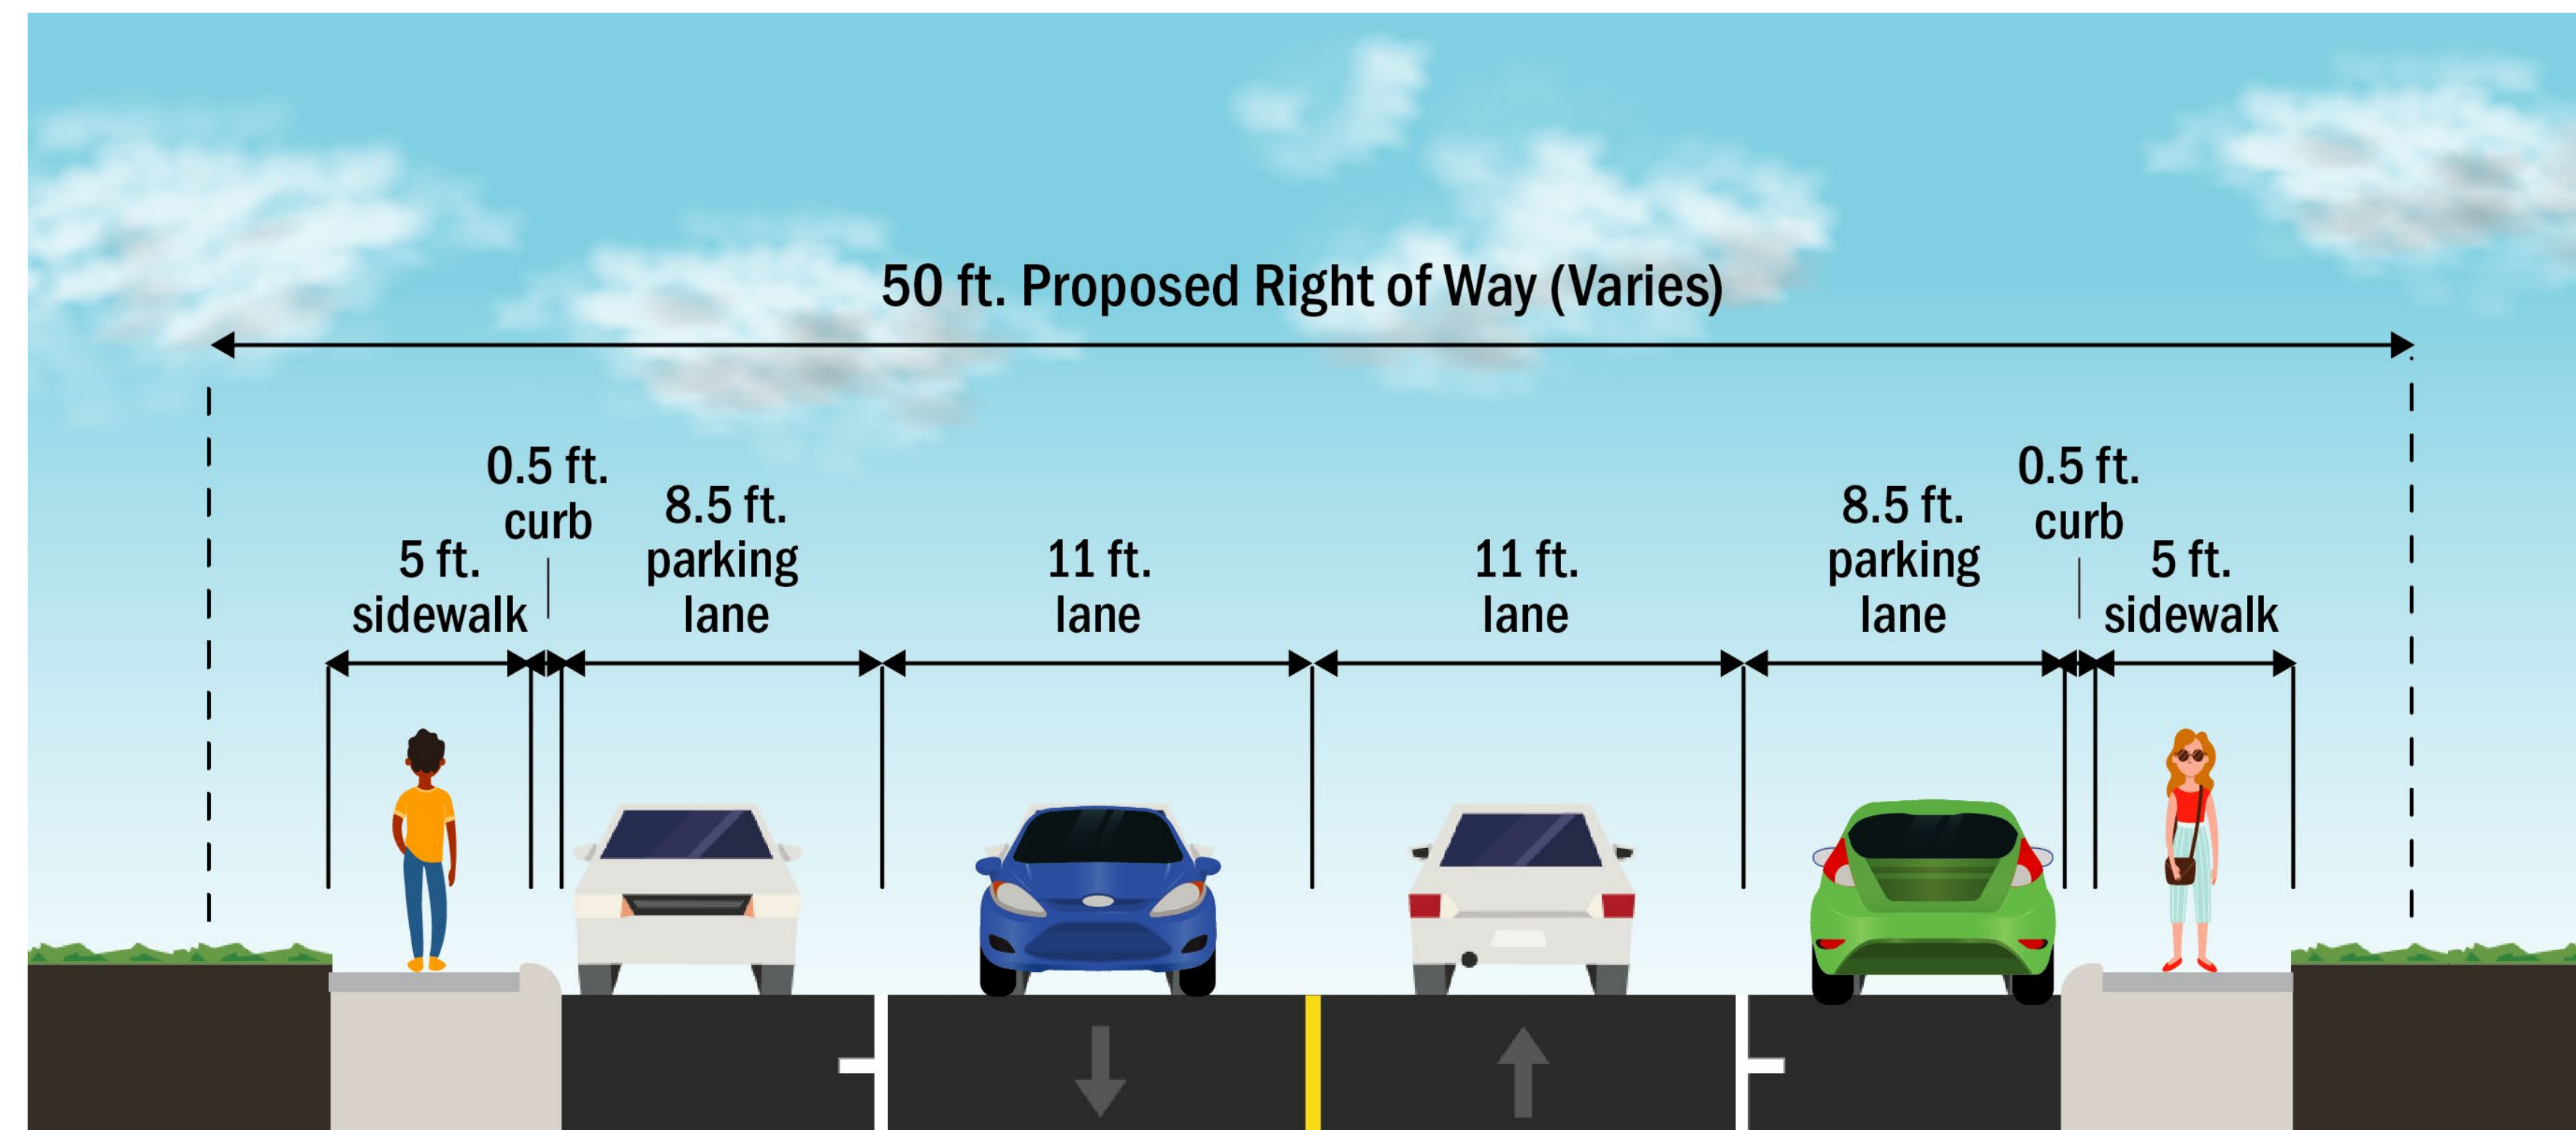 50 ft. Proposed Right of Way (Varies)
5 ft.
sidewalk
0.5 ft.
curb
8.5 ft.
parking
lane
11 ft.
lane
11 ft.
lane
8.5 ft.
parking
lane
0.5 ft.
curb
5 ft.
sidewalk